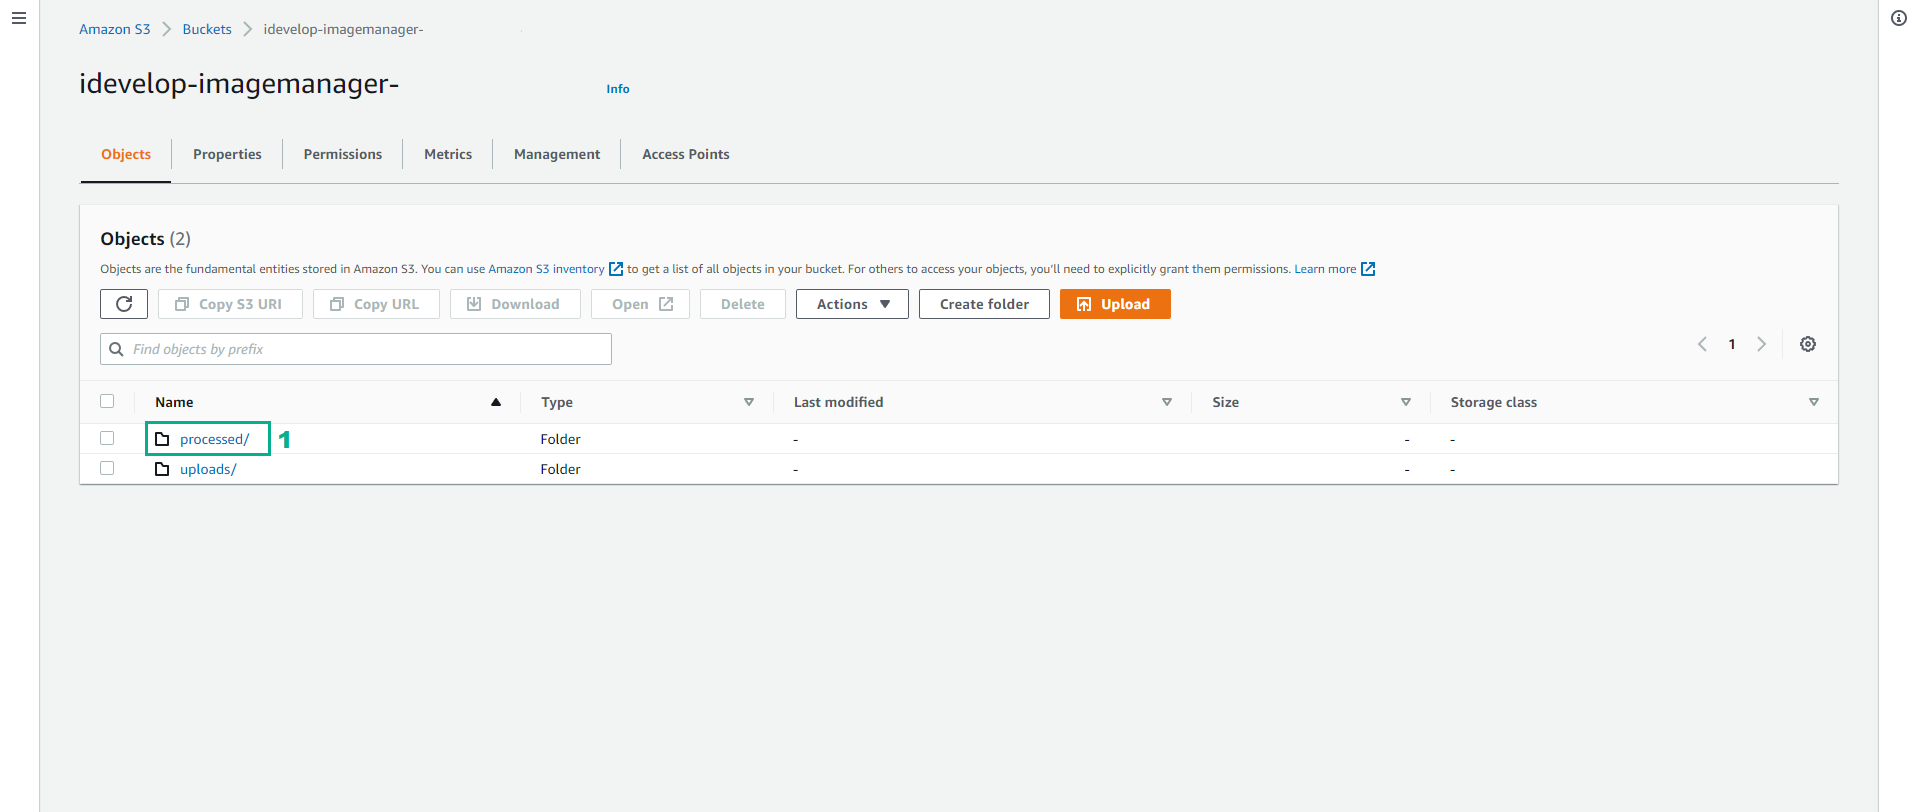 Amazon S3 > Buckets > idevelop-imagemanager-
idevelop-imagemanager- Info
Objects Properties Permissions Metrics Management Access Points
Objects (2)
Objects are the fundamental entities stored in Amazon S3. You can use Amazon S3 inventory to get a list of all objects in your bucket. For others to access your objects, you'll need to explicitly grant them permissions. Learn more
Copy S3 URI Copy URL Download Open Delete Actions Create folder Upload
Find objects by prefix 1
Name Type Last modified Size Storage class
processed/ 1 Folder - - -
uploads/ Folder - - -